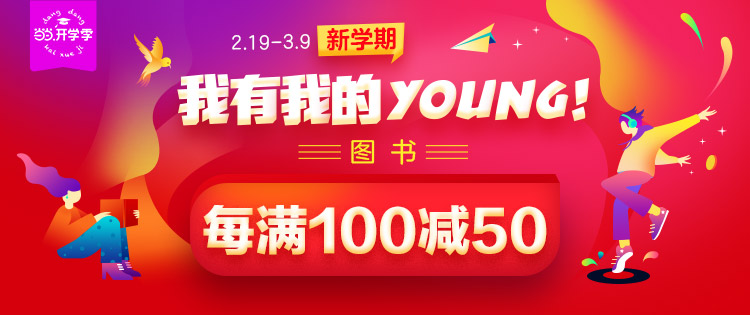 dang dang
当当.开学季
kai xue ji
2.19-3.9 新学期
我有我的YOUNG!
图书
每满100减50